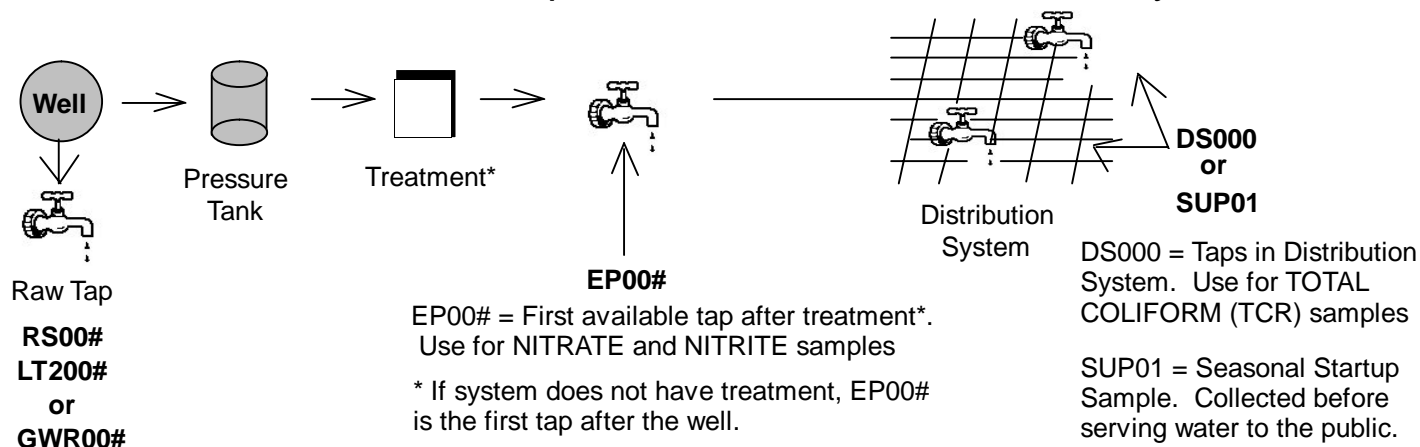 Well
Pressure
Tank
Treatment*
Raw Tap
RS00#
LT200#
or
GWR00#
EP00#
EP00# = First available tap after treatment*.
Use for NITRATE and NITRITE samples
* If system does not have treatment, EP00#
is the first tap after the well.
Distribution
System
DS000
or
SUP01
DS000 = Taps in Distribution
System. Use for TOTAL
COLIFORM (TCR) samples
SUP01 = Seasonal Startup
Sample. Collected before
serving water to the public.